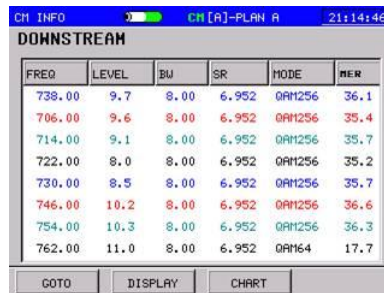 CM INFO CM [A]-PLAN A 21:14:46
DOWNSTREAM
FREQ LEVEL BW SR MODE MER
738.00 9.7 8.00 6.952 QAM256 36.1
706.00 9.6 8.00 6.952 QAM256 35.4
714.00 9.1 8.00 6.952 QAM256 35.7
722.00 8.0 8.00 6.952 QAM256 35.2
730.00 8.5 8.00 6.952 QAM256 35.7
746.00 10.2 8.00 6.952 QAM256 36.6
754.00 10.3 8.00 6.952 QAM256 36.3
762.00 11.0 8.00 6.952 QAM64 17.7
GOTO DISPLAY CHART